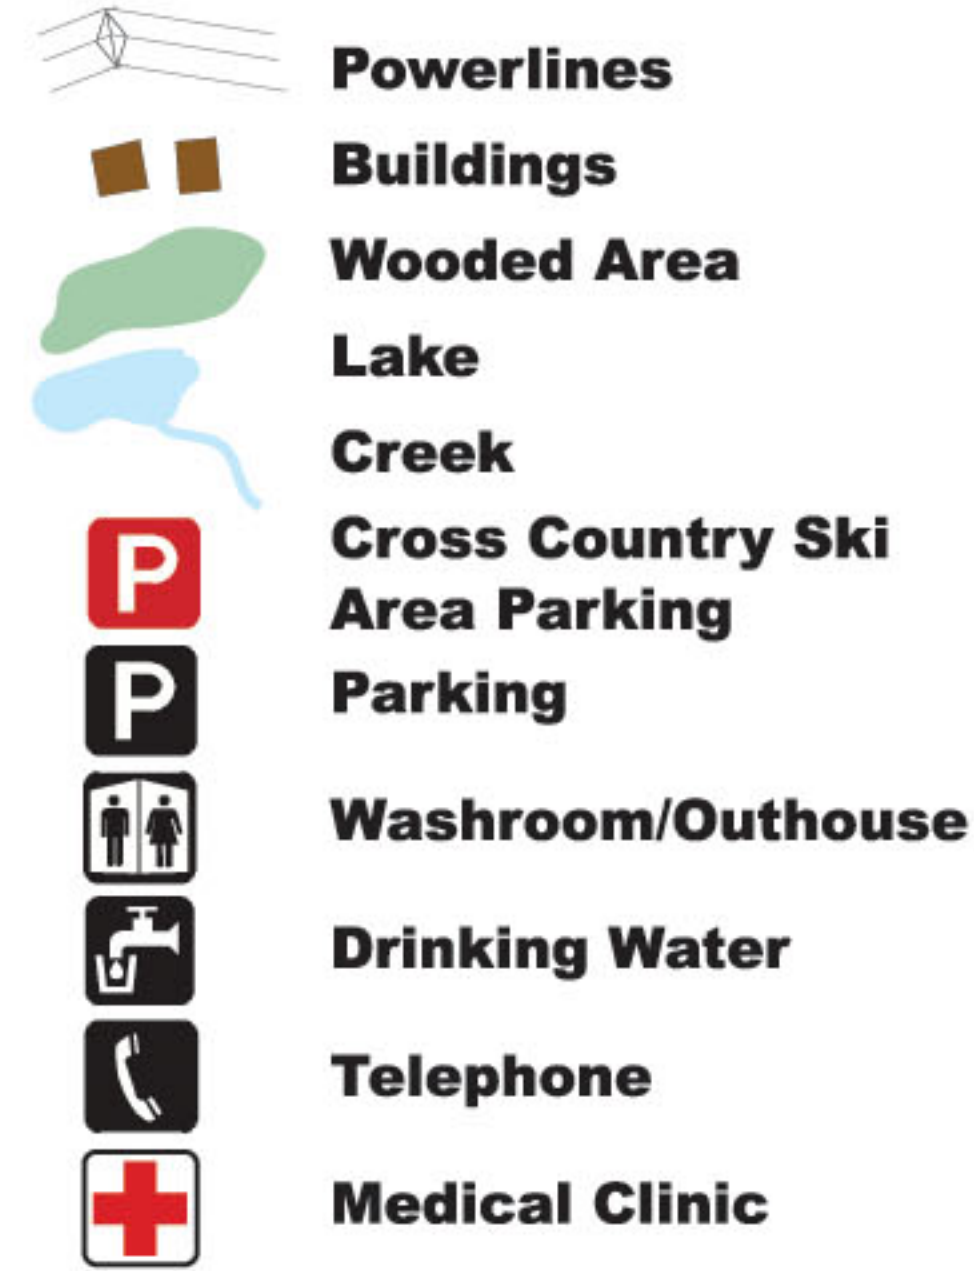 Powerlines
Buildings
Wooded Area
Lake
Creek
P
Cross Country Ski
Area Parking
P
Parking
Washroom/Outhouse
Drinking Water
Telephone
Medical Clinic